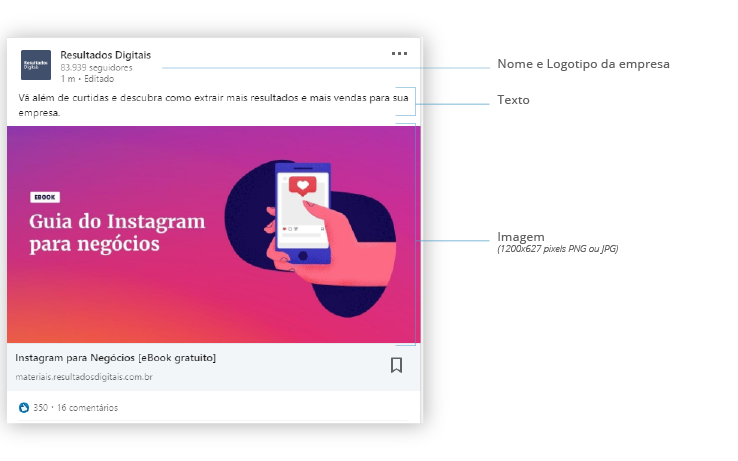 Resultados
Digitais
Resultados Digitais
83.939 seguidores
1 m • Editado
Nome e Logotipo da empresa
Vá além de curtidas e descubra como extrair mais resultados e mais vendas para sua
empresa.
Texto
EBOOK
Guia do Instagram
para negócios
Imagem
(1200x627 pixels PNG ou JPG)
Instagram para Negócios [eBook gratuito]
materiais.resultadosdigitais.com.br
350 • 16 comentários